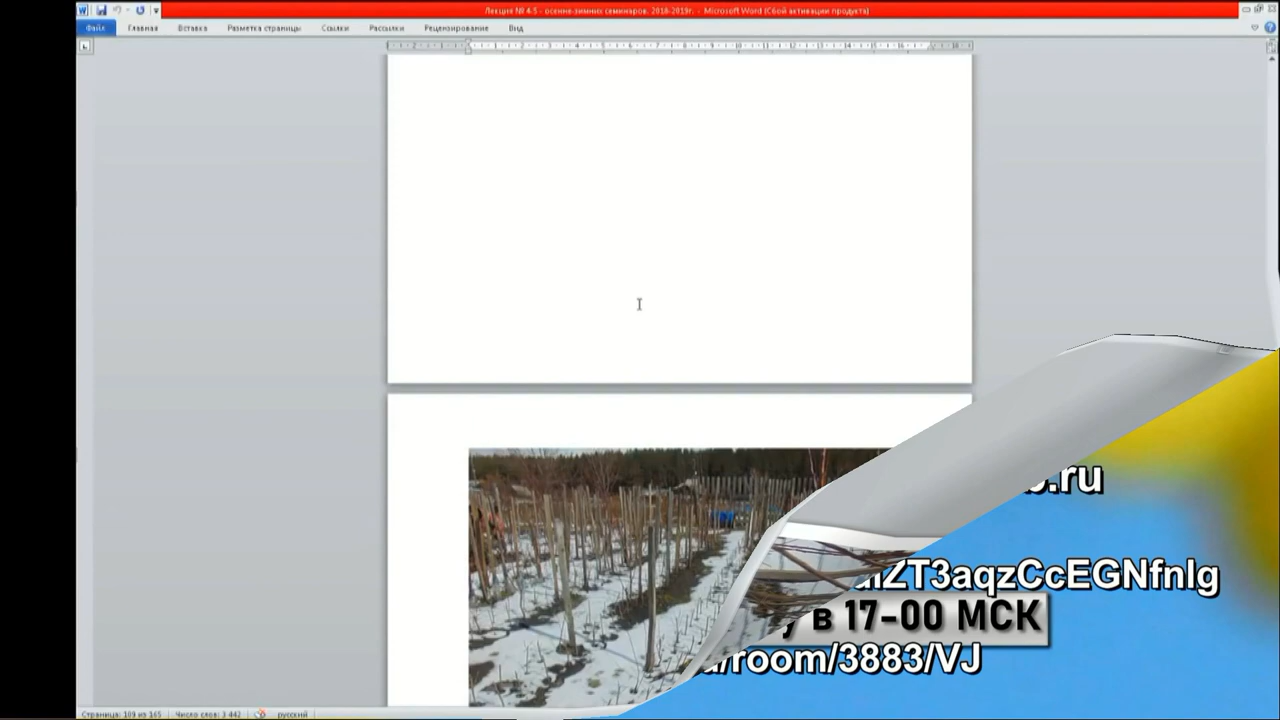 Лекция № 4-5 - осенне-зимних семинаров. 2018-2019г. - Microsoft Word (Сбой активации продукта)
Файл Главная Вставка Разметка страницы Ссылки Рассылки Рецензирование Вид
.ru
ZT3aqzCcEGNfnIg
в 17-00 МСК
/room/3883/VJ
Страница: 109 из 165 Число слов: 3 442 русский